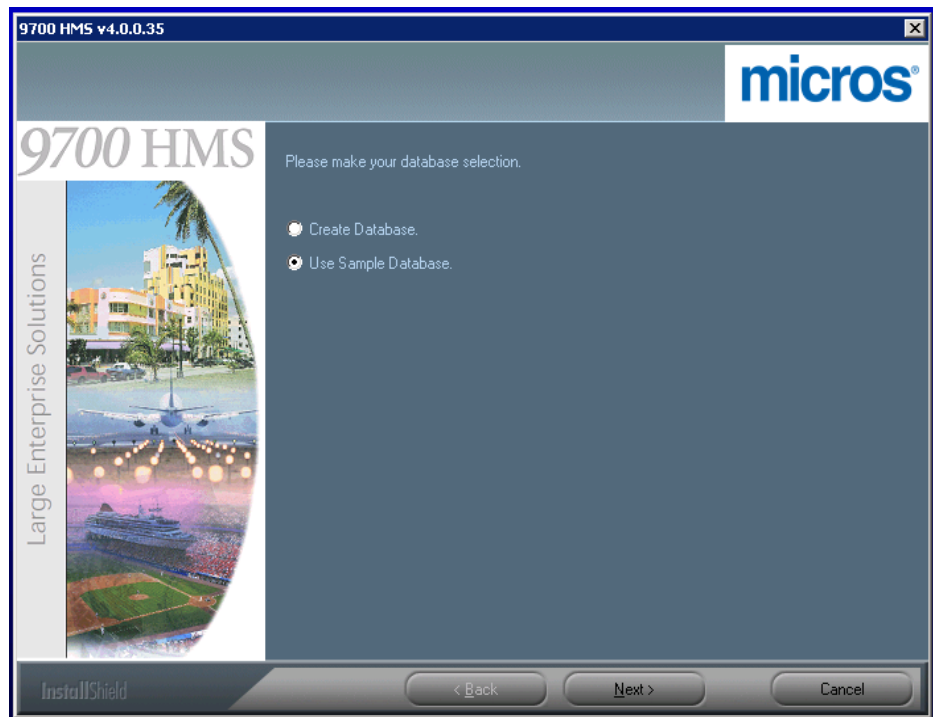 9700 HMS v4.0.0.35
micros®
9700 HMS
Large Enterprise Solutions
Please make your database selection.
Create Database.
Use Sample Database.
InstallShield
< Back
Next >
Cancel